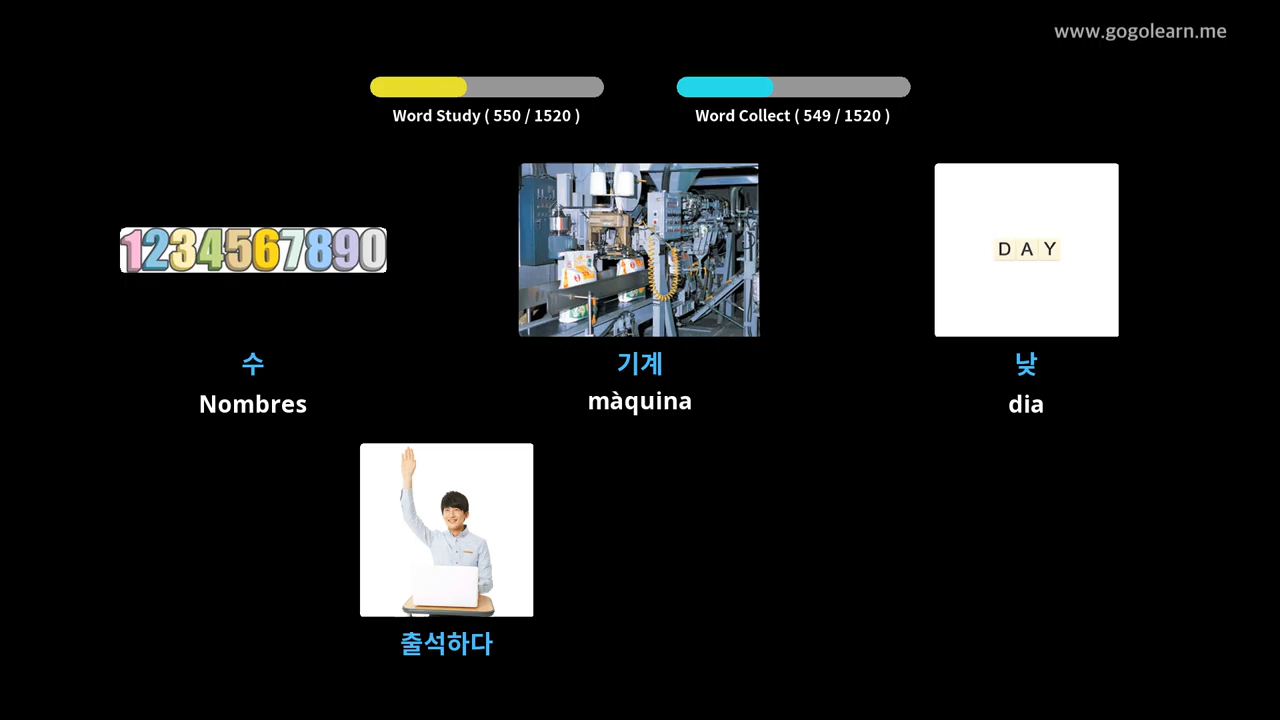 www.gogolearn.me
Word Study ( 550 / 1520 )
Word Collect ( 549 / 1520 )
1234567890
DAY
수
기계
낮
Nombres
màquina
dia
출석하다